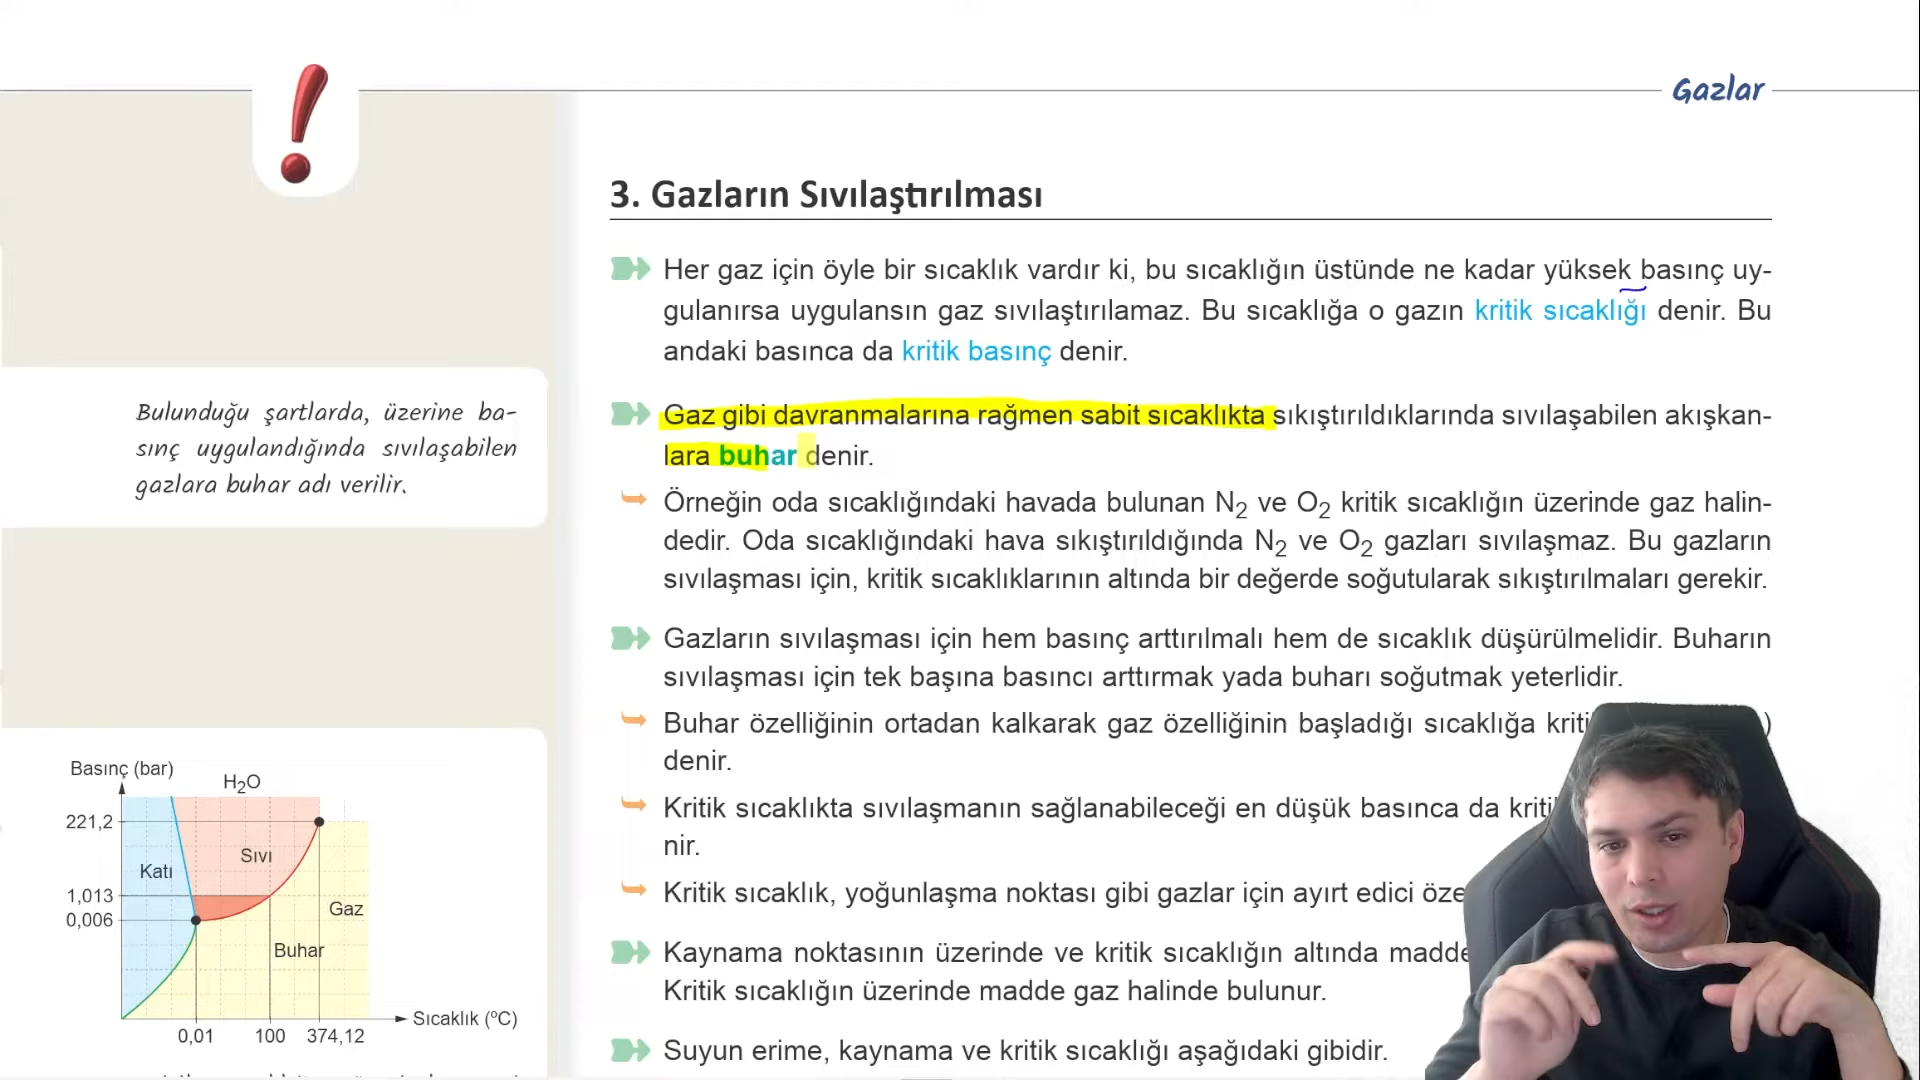 Gazlar
3. Gazların Sıvılaştırılması
Her gaz için öyle bir sıcaklık vardır ki, bu sıcaklığın üstünde ne kadar yüksek basınç uy-
gulanırsa uygulansın gaz sıvılaştırılamaz. Bu sıcaklığa o gazın kritik sıcaklığı denir. Bu
andaki basınca da kritik basınç denir.
Gaz gibi davranmalarına rağmen sabit sıcaklıkta sıkıştırıldıklarında sıvılaşabilen akışkan-
lara buhar denir.
Örneğin oda sıcaklığındaki havada bulunan N₂ ve O₂ kritik sıcaklığın üzerinde gaz halin-
dedir. Oda sıcaklığındaki hava sıkıştırıldığında N₂ ve O₂ gazları sıvılaşmaz. Bu gazların
sıvılaşması için, kritik sıcaklıklarının altında bir değerde soğutularak sıkıştırılmaları gerekir.
Gazların sıvılaşması için hem basınç arttırılmalı hem de sıcaklık düşürülmelidir. Buharın
sıvılaşması için tek başına basıncı arttırmak yada buharı soğutmak yeterlidir.
Buhar özelliğinin ortadan kalkarak gaz özelliğinin başladığı sıcaklığa )
denir.
Kritik sıcaklıkta sıvılaşmanın sağlanabileceği en düşük basınca da
nir.
Kritik sıcaklık, yoğunlaşma noktası gibi gazlar için ayırt edici
Kaynama noktasının üzerinde ve kritik sıcaklığın altında
Kritik sıcaklığın üzerinde madde gaz halinde bulunur.
Suyun erime, kaynama ve kritik sıcaklığı aşağıdaki gibidir.
Bulunduğu şartlarda, üzerine ba-
sınç uygulandığında sıvılaşabilen
gazlara buhar adı verilir.
Basınç (bar)
H₂O
221,2
Sıvı
Katı
1,013
Gaz
0,006
Buhar
Sıcaklık (ºC)
0,01 100 374,12